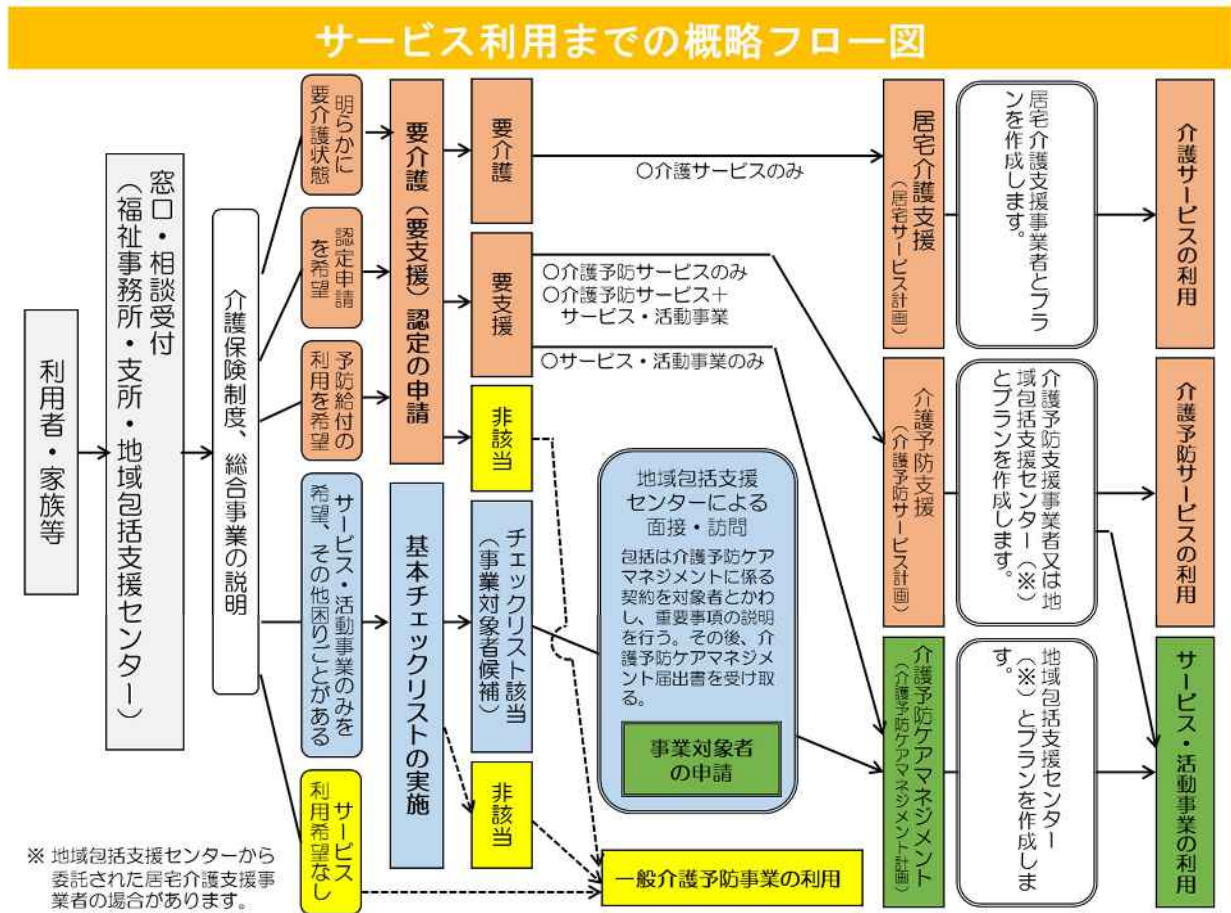 サービス利用までの概略フロー図
利用者・家族等
窓口・相談受付
（福祉事務所・支所・地域包括支援センター）
介護保険制度、総合事業の説明
明らかに
要介護状態
認定申請
を希望
予防給付の
利用を希望
サービス・活動事業のみを
希望、その他困りごとがある
サービス
利用希望なし
要介護（要支援）認定の申請
基本チェックリストの実施
要介護
要支援
非該当
チェックリスト該当
（事業対象者候補）
非該当
〇介護サービスのみ
〇介護予防サービスのみ
〇介護予防サービス＋
サービス・活動事業
〇サービス・活動事業のみ
地域包括支援
センターによる
面接・訪問
包括は介護予防ケア
マネジメントに係る
契約を対象者とかわ
し、重要事項の説明
を行う。その後、介
護予防ケアマネジメ
ント届出書を受け取
る。
事業対象者
の申請
一般介護予防事業の利用
居宅介護支援
（居宅サービス計画）
介護予防支援
（介護予防サービス計画）
介護予防ケアマネジメント
（介護予防ケアマネジメント計画）
居宅介護支援事業者とプラ
ンを作成します。
介護予防支援事業者又は地
域包括支援センター（※）
とプランを作成します。
地域包括支援センター
（※）とプランを作成しま
す。
介護サービスの利用
介護予防サービスの利用
サービス・活動事業の利用
※ 地域包括支援センターから
委託された居宅介護支援事
業者の場合があります。